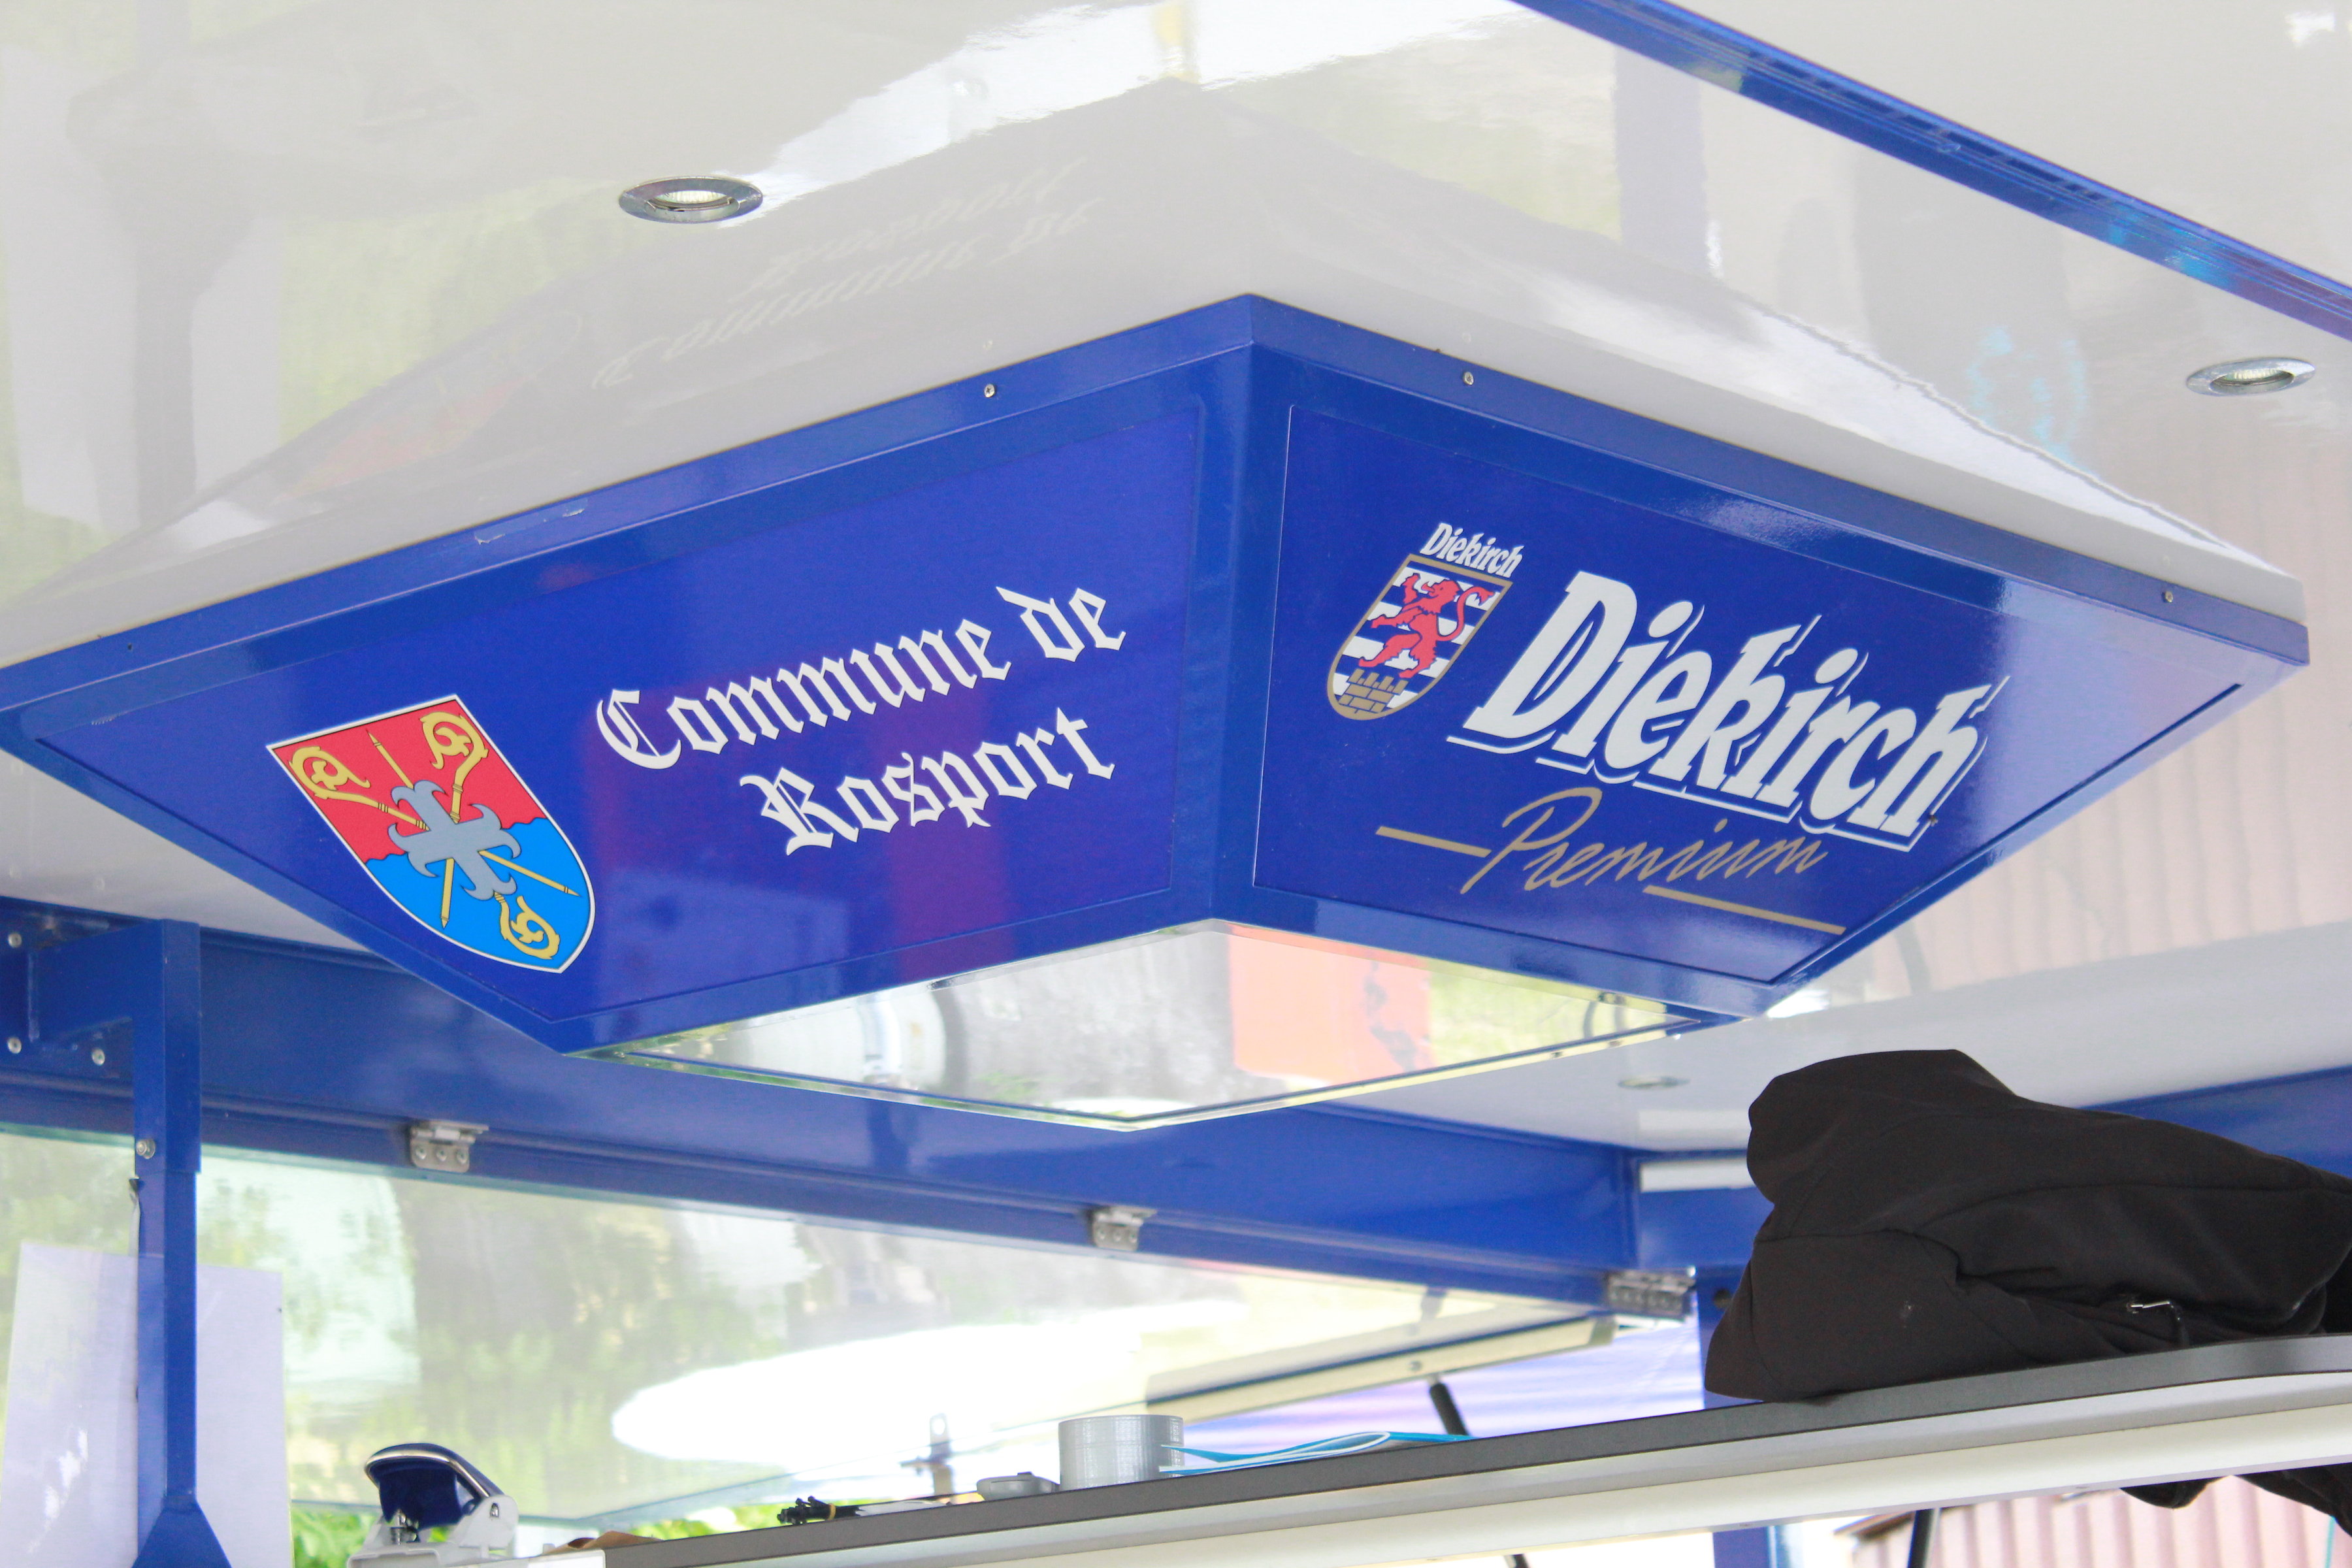 Commune de
Rosport
Diekirch
Diekirch
Premium